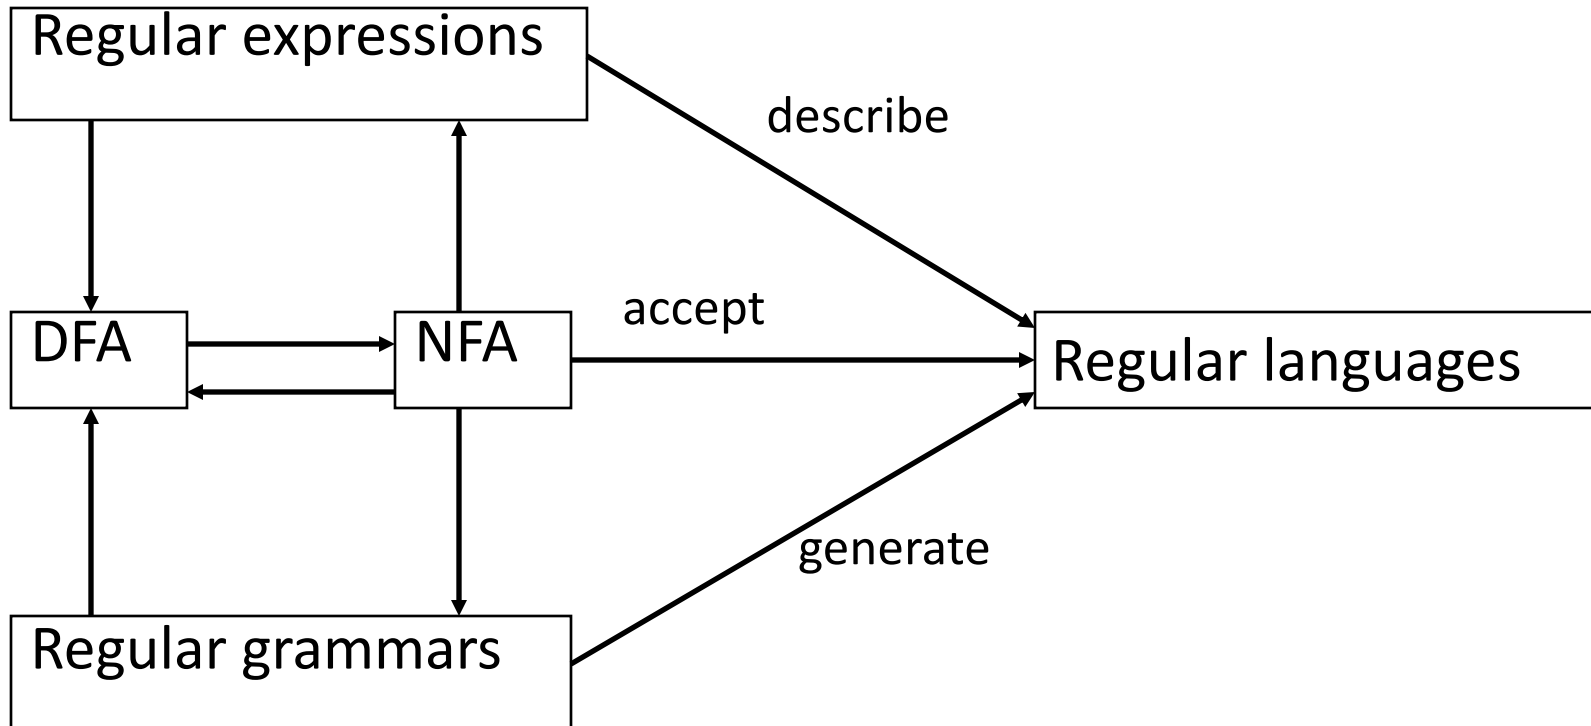 Regular expressions
describe
accept
DFA
NFA
Regular languages
generate
Regular grammars